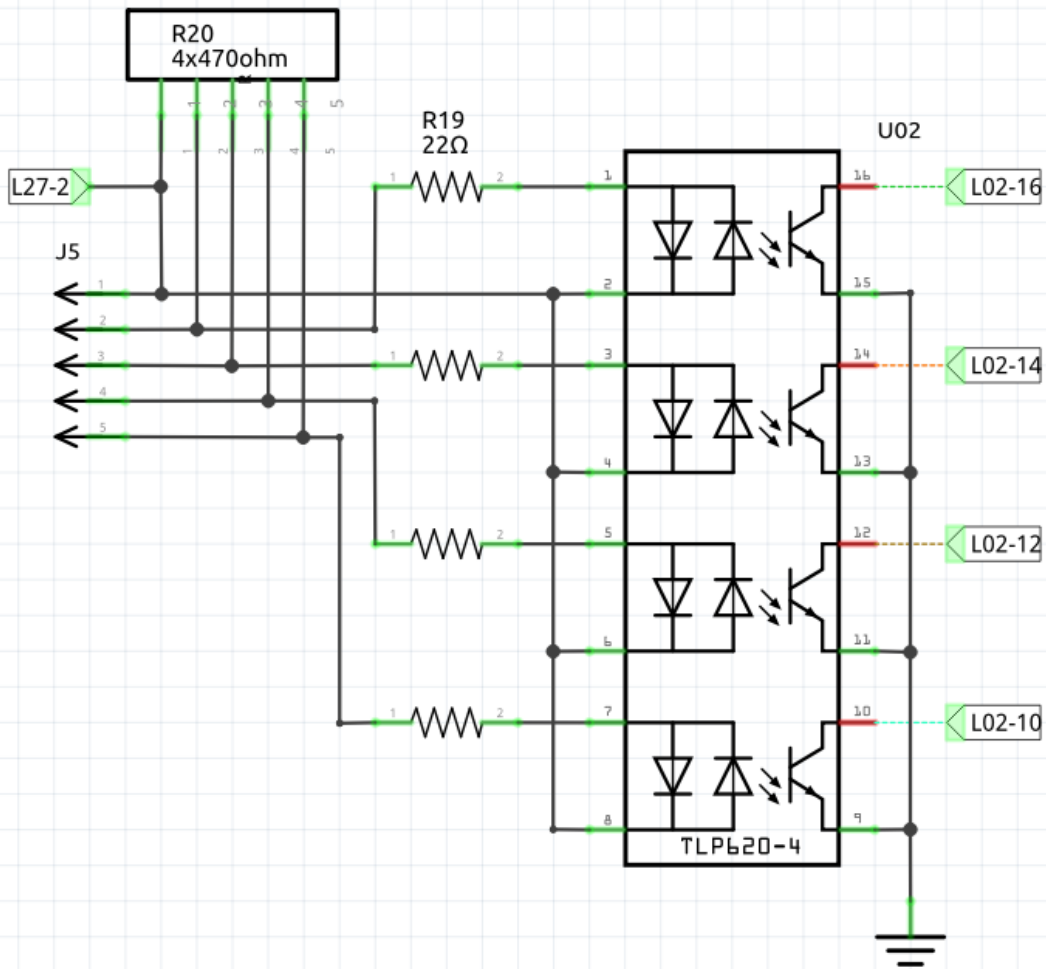 R20
4x470ohm
1 2 3 4 5
1 2 3 4 5
R19
22Ω
U02
L27-2
1 2 1 16 L02-16
J5
1 2 15
2
3 1 2 3 14 L02-14
4
5 4 13
1 2 5 12 L02-12
6 11
1 2 7 10 L02-10
8 9
TLP620-4